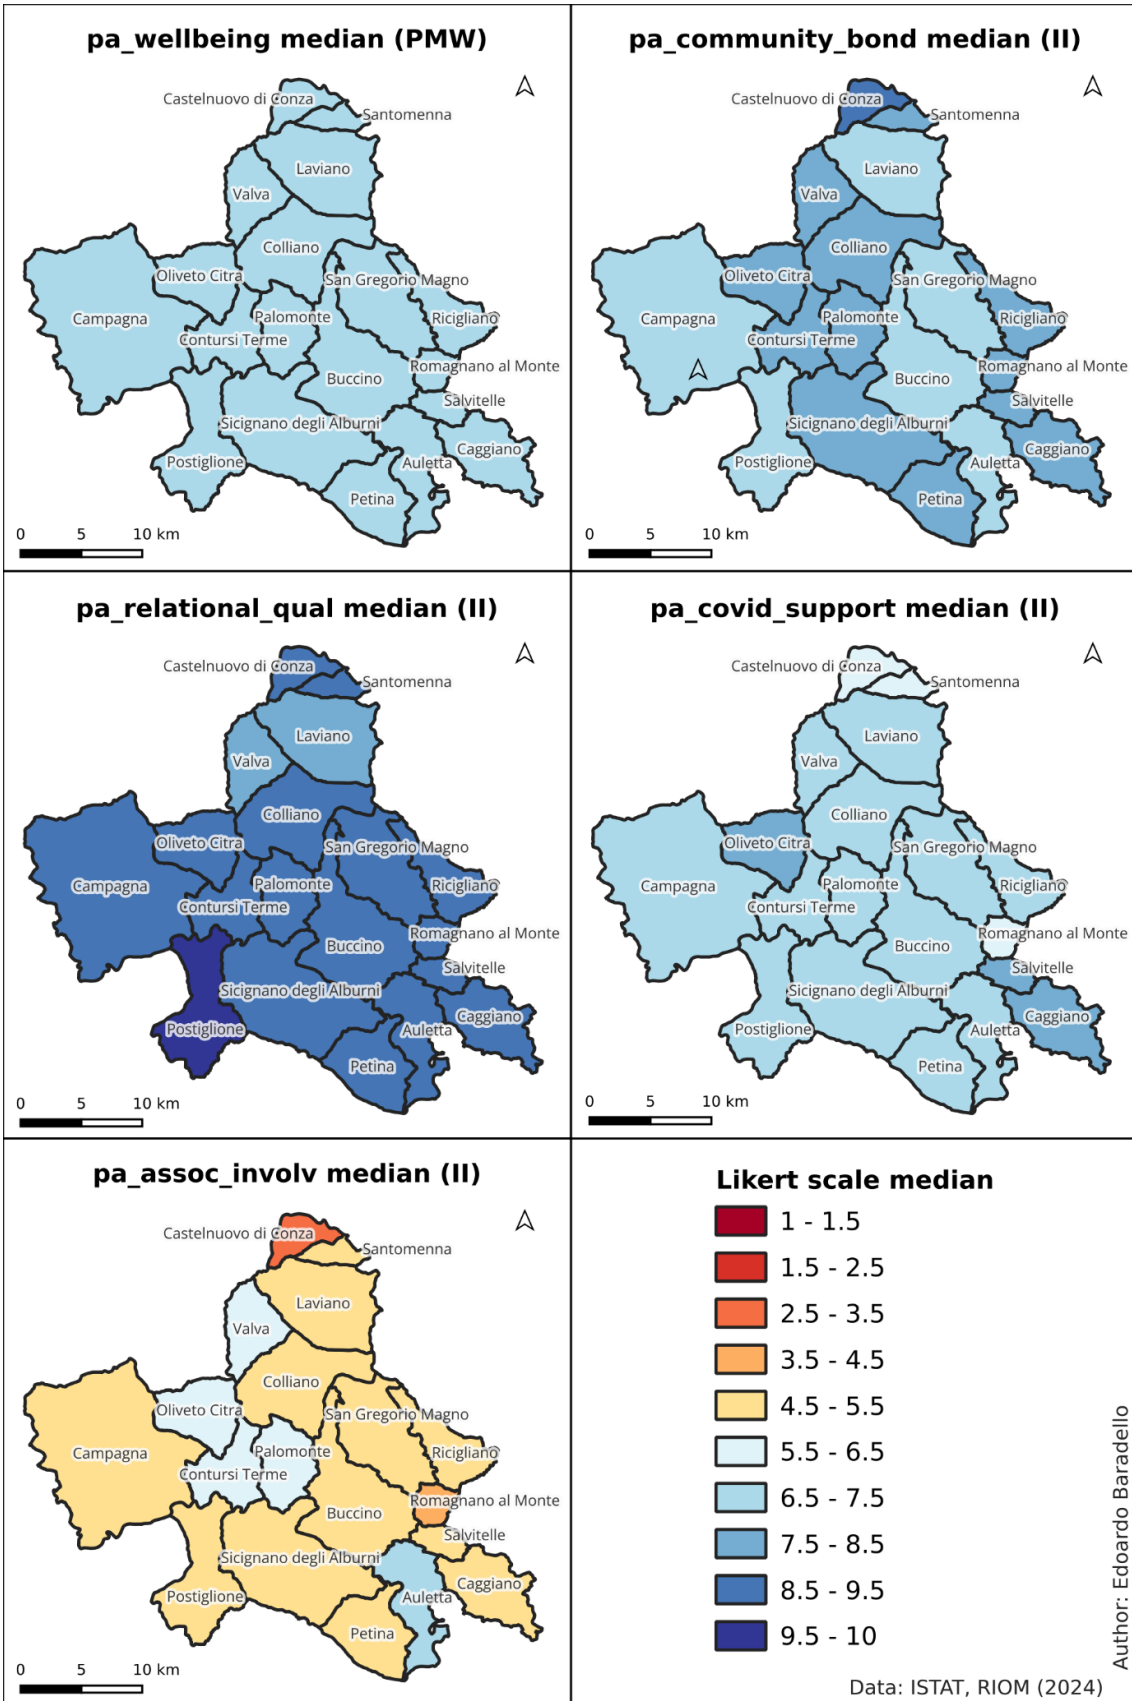 pa_wellbeing median (PMW)
Castelnuovo di Conza
Santomenna
Laviano
Valva
Colliano
Oliveto Citra
San Gregorio Magno
Campagna
Palomonte
Ricigliano
Contursi Terme
Romagnano al Monte
Buccino
Salvitelle
Sicignano degli Alburni
Caggiano
Postiglione
Auletta
Petina
0 5 10 km
pa_community_bond median (II)
Castelnuovo di Conza
Santomenna
Laviano
Valva
Colliano
Oliveto Citra
San Gregorio Magno
Campagna
Palomonte
Ricigliano
Contursi Terme
Romagnano al Monte
Buccino
Salvitelle
Sicignano degli Alburni
Caggiano
Postiglione
Auletta
Petina
0 5 10 km
pa_relational_qual median (II)
Castelnuovo di Conza
Santomenna
Laviano
Valva
Colliano
Oliveto Citra
San Gregorio Magno
Campagna
Palomonte
Ricigliano
Contursi Terme
Romagnano al Monte
Buccino
Salvitelle
Sicignano degli Alburni
Caggiano
Postiglione
Auletta
Petina
0 5 10 km
pa_covid_support median (II)
Castelnuovo di Conza
Santomenna
Laviano
Valva
Colliano
Oliveto Citra
San Gregorio Magno
Campagna
Palomonte
Ricigliano
Contursi Terme
Romagnano al Monte
Buccino
Salvitelle
Sicignano degli Alburni
Caggiano
Postiglione
Auletta
Petina
0 5 10 km
pa_assoc_involv median (II)
Castelnuovo di Conza
Santomenna
Laviano
Valva
Colliano
Oliveto Citra
San Gregorio Magno
Campagna
Palomonte
Ricigliano
Contursi Terme
Romagnano al Monte
Buccino
Salvitelle
Sicignano degli Alburni
Caggiano
Postiglione
Auletta
Petina
0 5 10 km
Likert scale median
1 - 1.5
1.5 - 2.5
2.5 - 3.5
3.5 - 4.5
4.5 - 5.5
5.5 - 6.5
6.5 - 7.5
7.5 - 8.5
8.5 - 9.5
9.5 - 10
Author: Edoardo Baradello
Data: ISTAT, RIOM (2024)